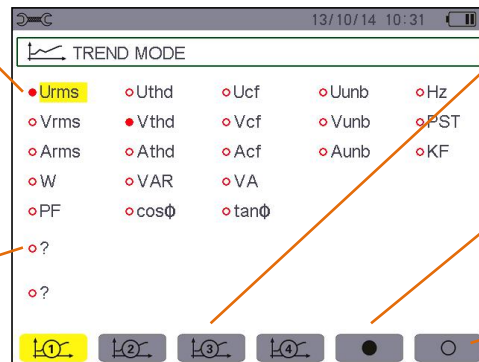 13/10/14 10:31
TREND MODE
Urms Uthd Ucf Uunb Hz
Vrms Vthd Vcf Vunb PST
Arms Athd Acf Aunb KF
W VAR VA
PF cosϕ tanϕ
?
?
1 2 3 4